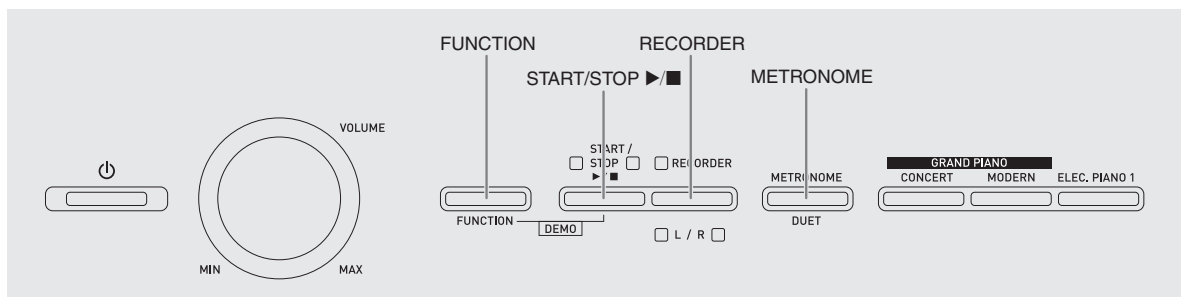 FUNCTION
RECORDER
START/STOP ▶/■
METRONOME
VOLUME
MIN
MAX
START /
STOP
▶/■
RECORDER
METRONOME
GRAND PIANO
CONCERT
MODERN
ELEC. PIANO 1
FUNCTION
DEMO
L / R
DUET